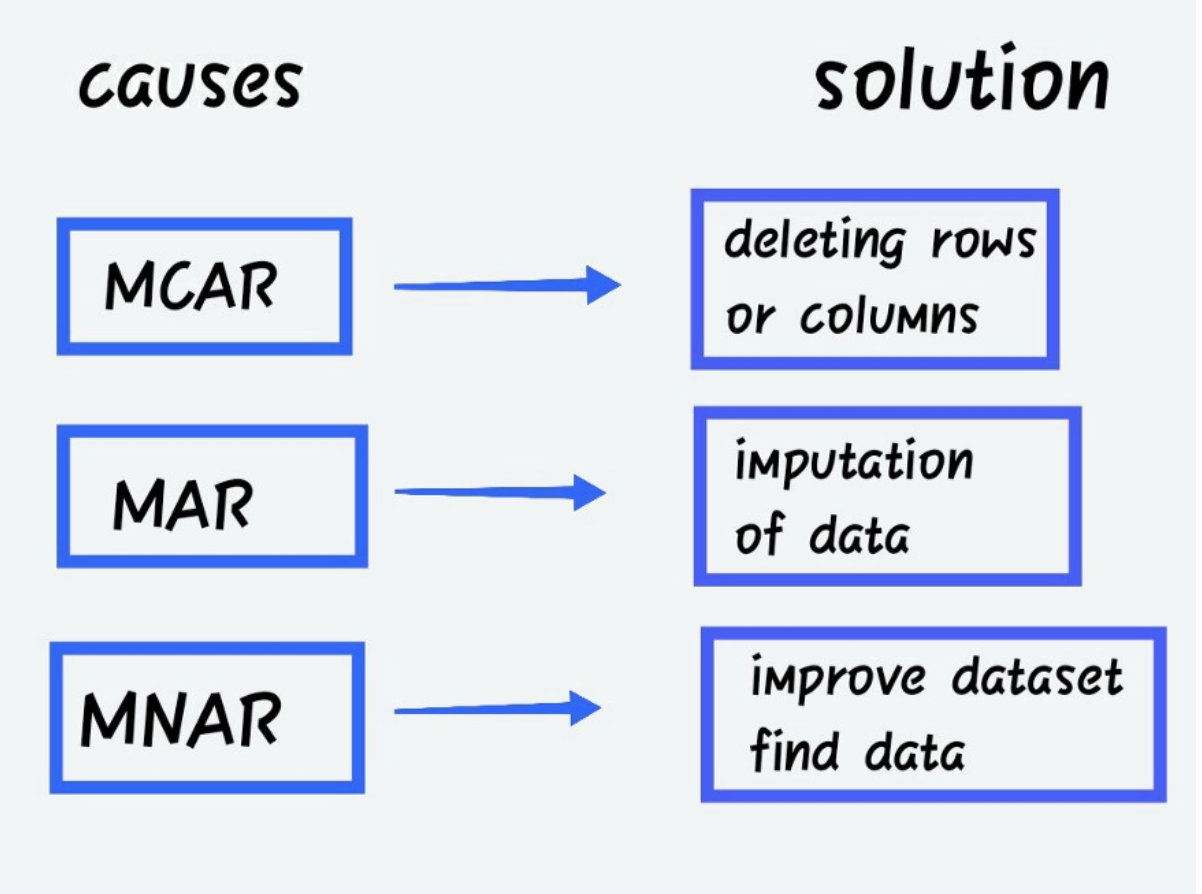 causes
solution
MCAR
deleting rows
or columns
MAR
imputation
of data
MNAR
improve dataset
find data